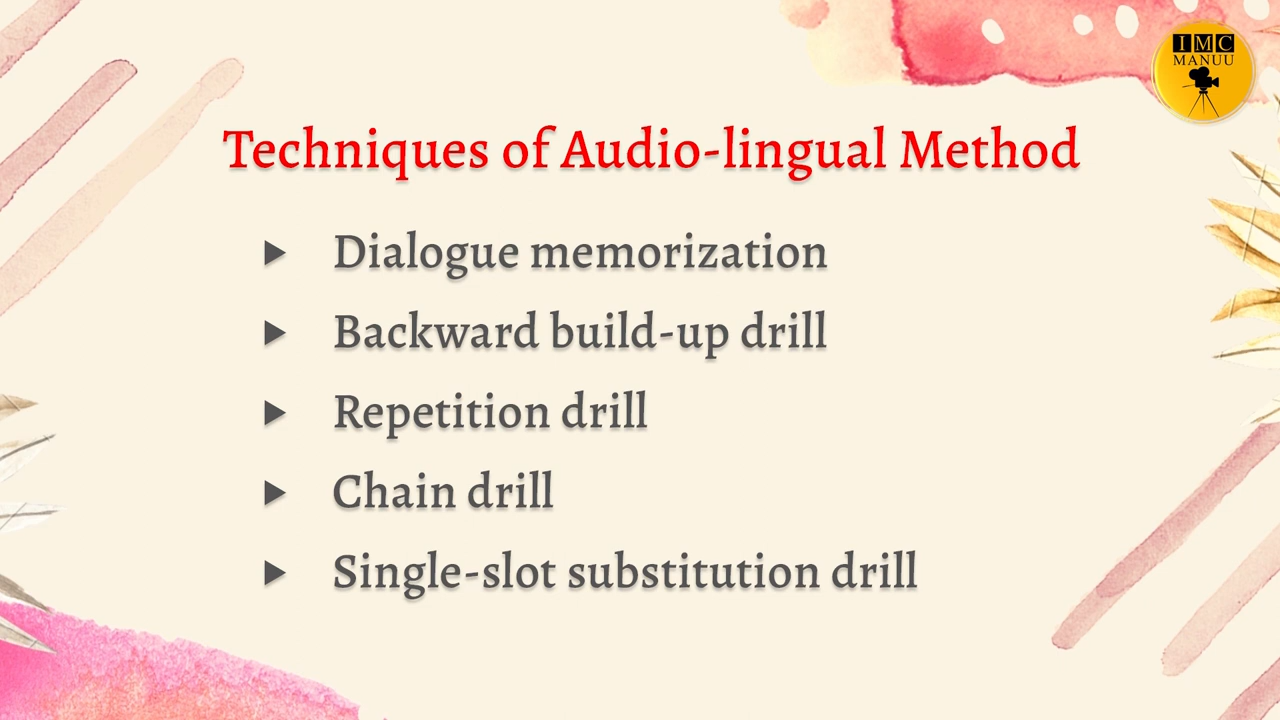 IMC
MANUU
Techniques of Audio-lingual Method
Dialogue memorization
Backward build-up drill
Repetition drill
Chain drill
Single-slot substitution drill